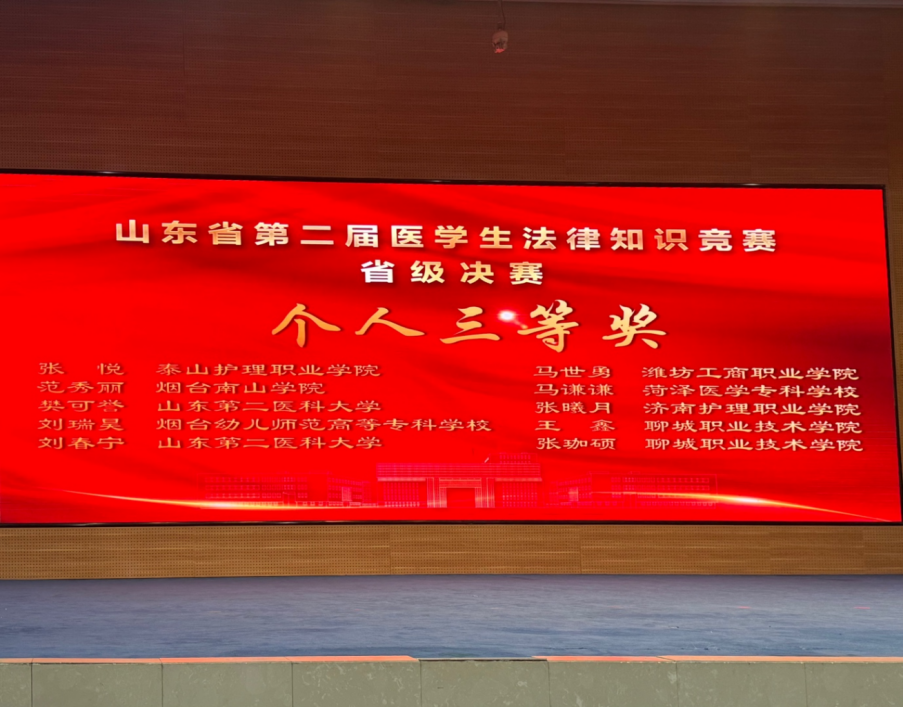 山东省第二届医学生法律知识竞赛
省级决赛
个人三等奖
张 悦 泰山护理职业学院
范秀丽 烟台南山学院
樊可誉 山东第二医科大学
刘瑞昊 烟台幼儿师范高等专科学校
刘春宁 山东第二医科大学
马世勇 潍坊工商职业学院
马谦谦 菏泽医学专科学校
张曦月 济南护理职业学院
王 鑫 聊城职业技术学院
张珈硕 聊城职业技术学院